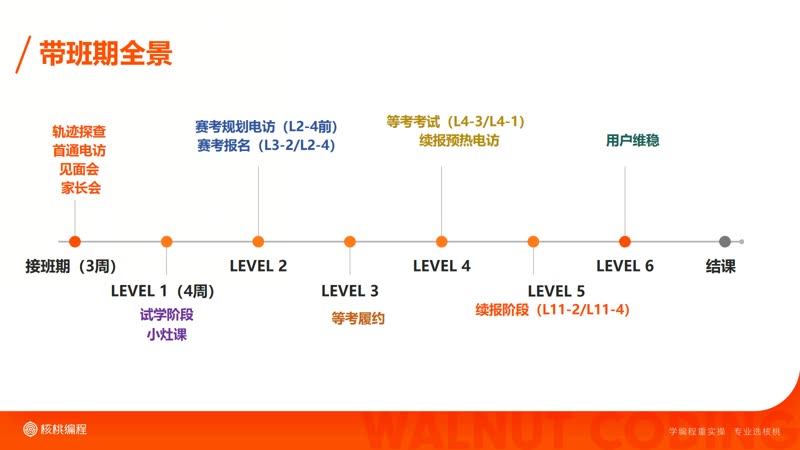 带班期全景
轨迹探查
首通电访
见面会
家长会
赛考规划电访（L2-4前）
赛考报名（L3-2/L2-4）
等考考试（L4-3/L4-1）
续报预热电访
用户维稳
接班期（3周）
LEVEL 2
LEVEL 4
LEVEL 6
结课
LEVEL 1（4周）
LEVEL 3
LEVEL 5
试学阶段
小灶课
等考履约
续报阶段（L11-2/L11-4）
核桃编程
WALNUT CODING
学编程重实操 专业选核桃